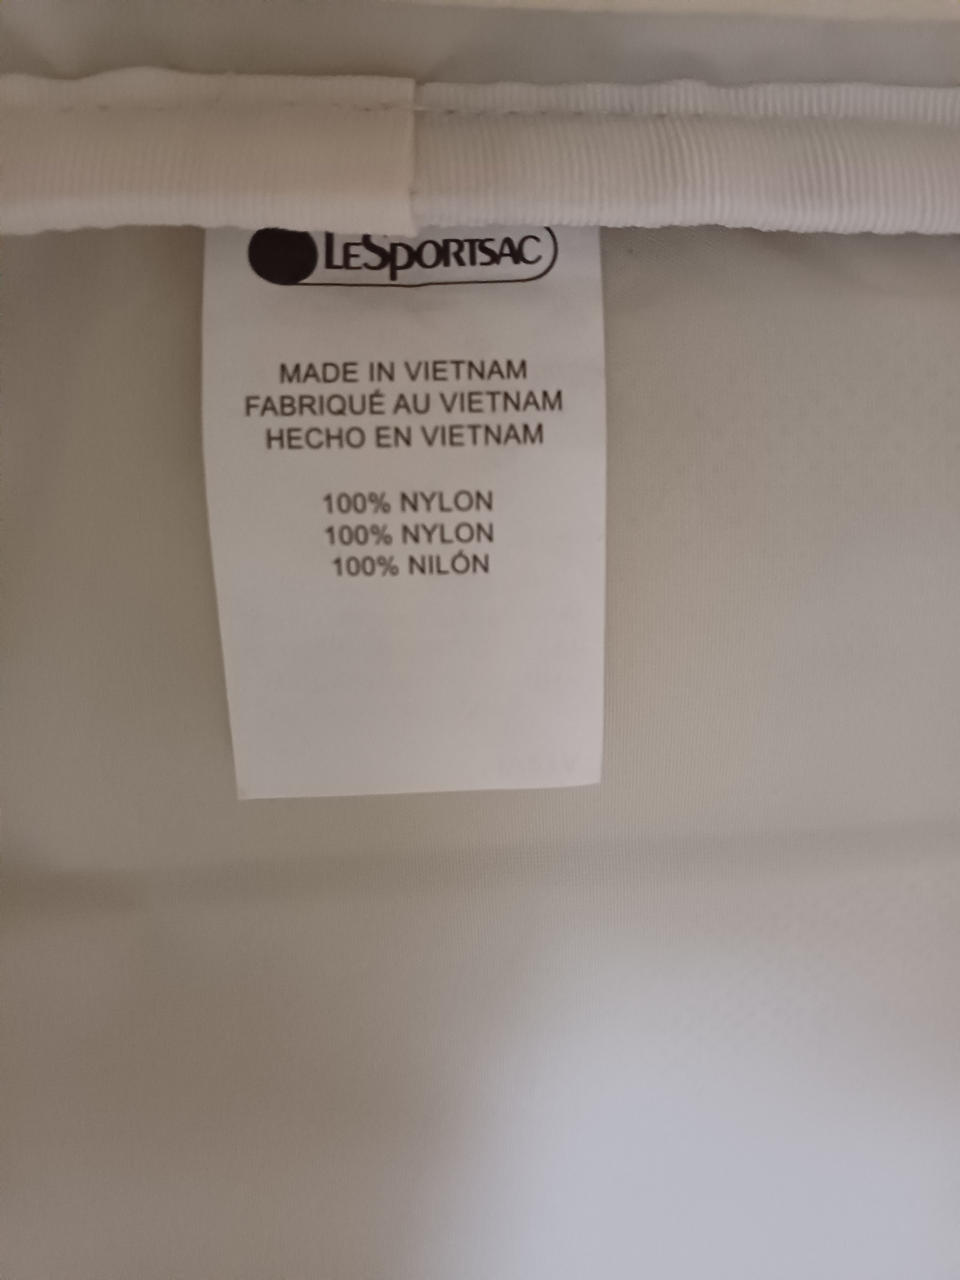 LESPORTSAC
MADE IN VIETNAM
FABRIQUÉ AU VIETNAM
HECHO EN VIETNAM
100% NYLON
100% NYLON
100% NILÓN